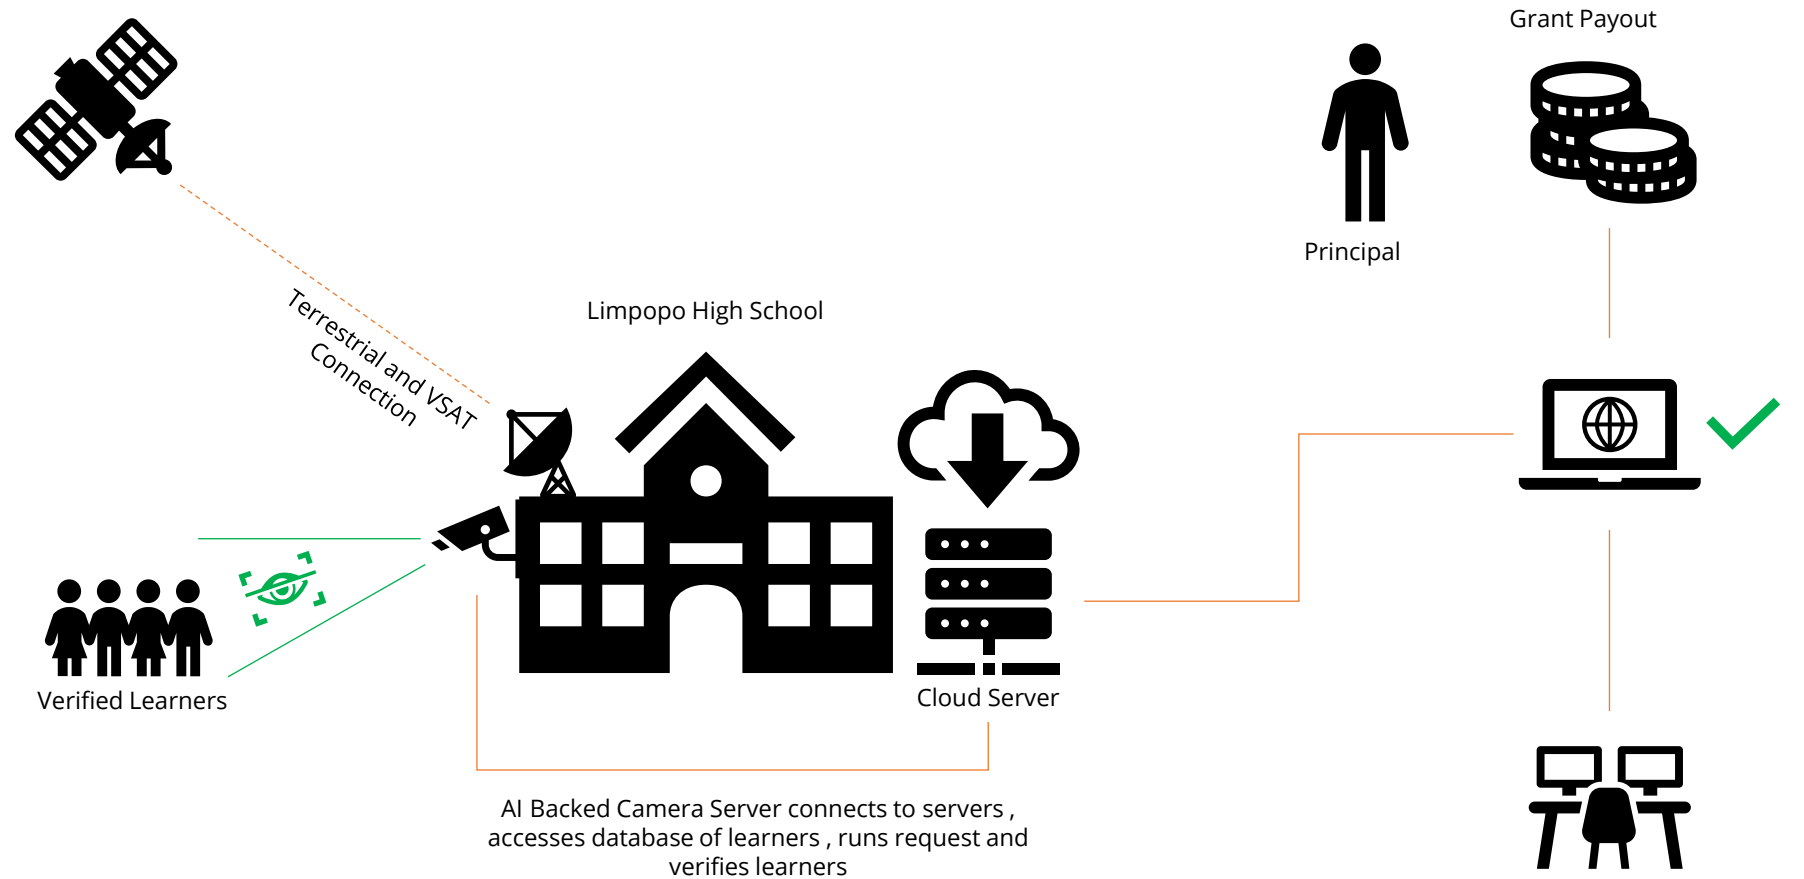 Grant Payout
Principal
Limpopo High School
Terrestrial and VSAT
Connection
Verified Learners
Cloud Server
AI Backed Camera Server connects to servers ,
accesses database of learners , runs request and
verifies learners